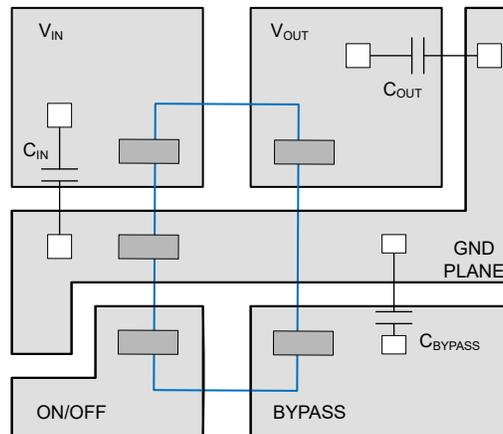 VIN
VOUT
COUT
CIN
GND
PLANE
CBYPASS
ON/OFF
BYPASS